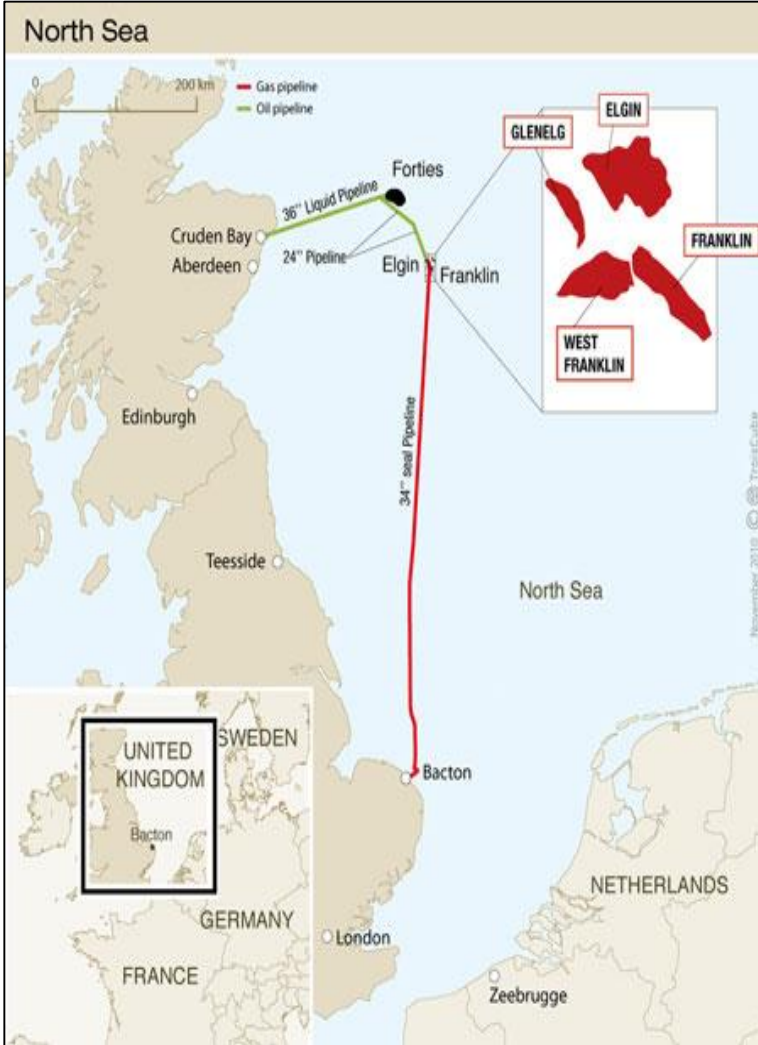 North Sea
0
200 km
Gas pipeline
Oil pipeline
ELGIN
GLENELG
FRANKLIN
WEST
FRANKLIN
Forties
36" Liquid Pipeline
Cruden Bay
24" Pipeline
Aberdeen
Elgin
Franklin
Edinburgh
34" seal Pipeline
Teesside
North Sea
November 2010 © TroisCube
Bacton
UNITED
KINGDOM
SWEDEN
Bacton
GERMANY
FRANCE
London
NETHERLANDS
Zeebrugge